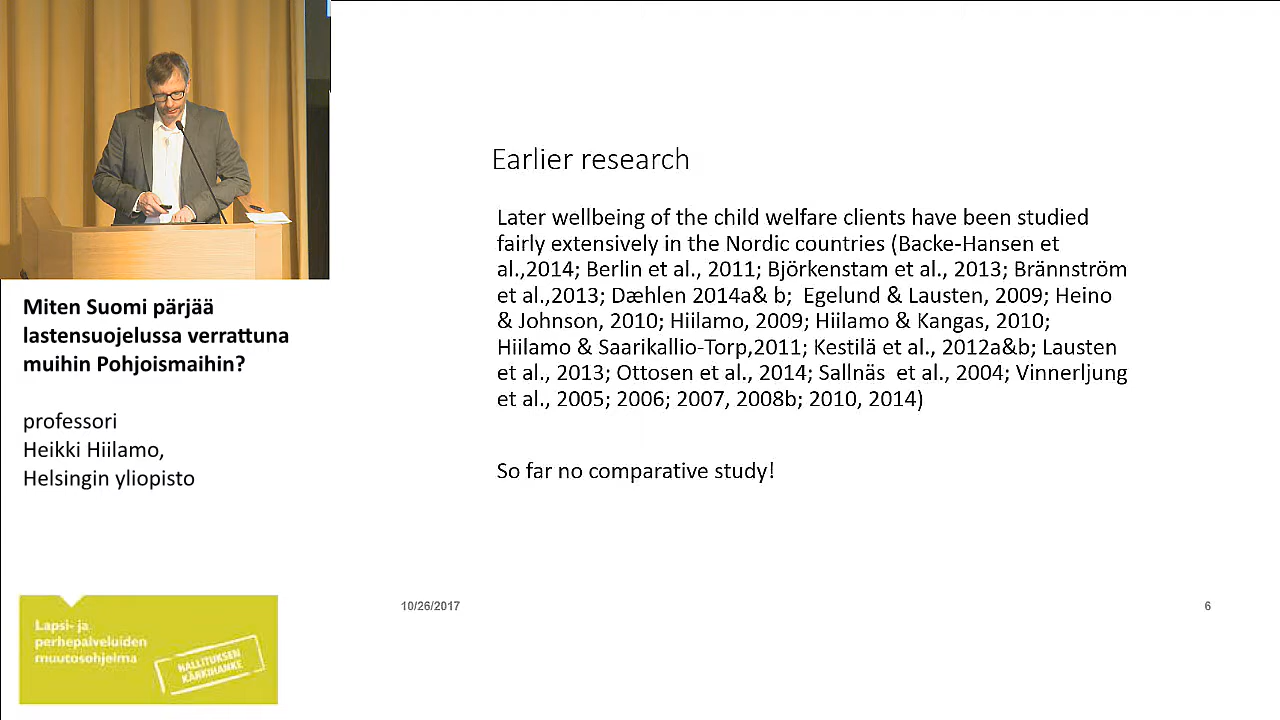 Earlier research
Later wellbeing of the child welfare clients have been studied
fairly extensively in the Nordic countries (Backe-Hansen et
al.,2014; Berlin et al., 2011; Björkenstam et al., 2013; Brännström
et al.,2013; Dæhlen 2014a& b;  Egelund & Lausten, 2009; Heino
& Johnson, 2010; Hiilamo, 2009; Hiilamo & Kangas, 2010;
Hiilamo & Saarikallio-Torp,2011; Kestilä et al., 2012a&b; Lausten
et al., 2013; Ottosen et al., 2014; Sallnäs  et al., 2004; Vinnerljung
et al., 2005; 2006; 2007, 2008b; 2010, 2014)
So far no comparative study!
10/26/2017
6
Miten Suomi pärjää
lastensuojelussa verrattuna
muihin Pohjoismaihin?
professori
Heikki Hiilamo,
Helsingin yliopisto
Lapsi- ja
perhepalveluiden
muutosohjelma
HALLITUKSEN
KÄRKIHANKE